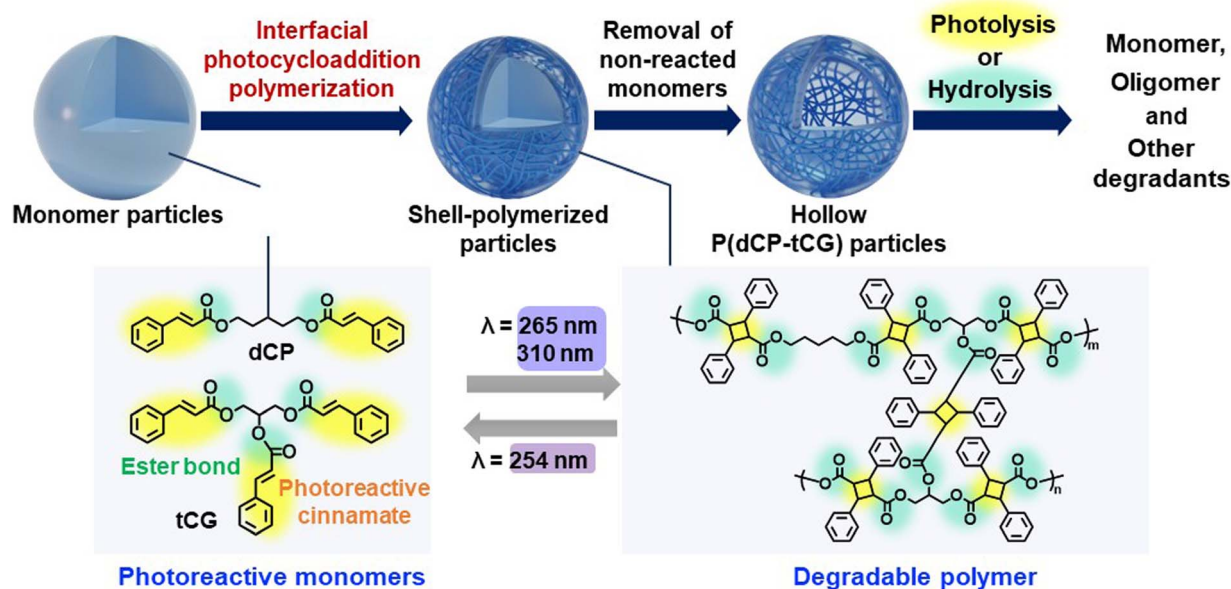 Interfacial
photocycloaddition
polymerization
Removal of
non-reacted
monomers
Photolysis
or
Hydrolysis
Monomer,
Oligomer
and
Other
degradants
Monomer particles
Shell-polymerized
particles
Hollow
P(dCP-tCG) particles
O
O
O
O
dCP
O
O
O
O
O
O
Ester bond
Photoreactive
cinnamate
tCG
λ = 265 nm
310 nm
λ = 254 nm
O
O
O
O
O
O
O
O
O
O
O
O
m
O
O
O
O
O
O
O
O
O
O
O
O
n
Photoreactive monomers
Degradable polymer